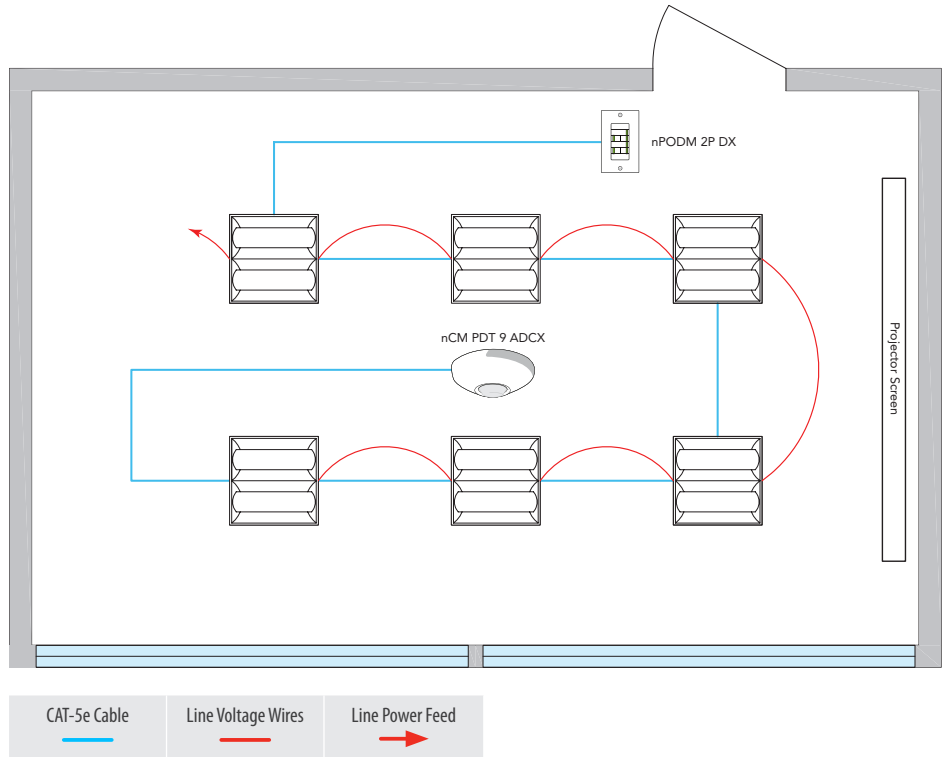 nPODM 2P DX
nCM PDT 9 ADCX
Projector Screen
CAT-5e Cable
Line Voltage Wires
Line Power Feed